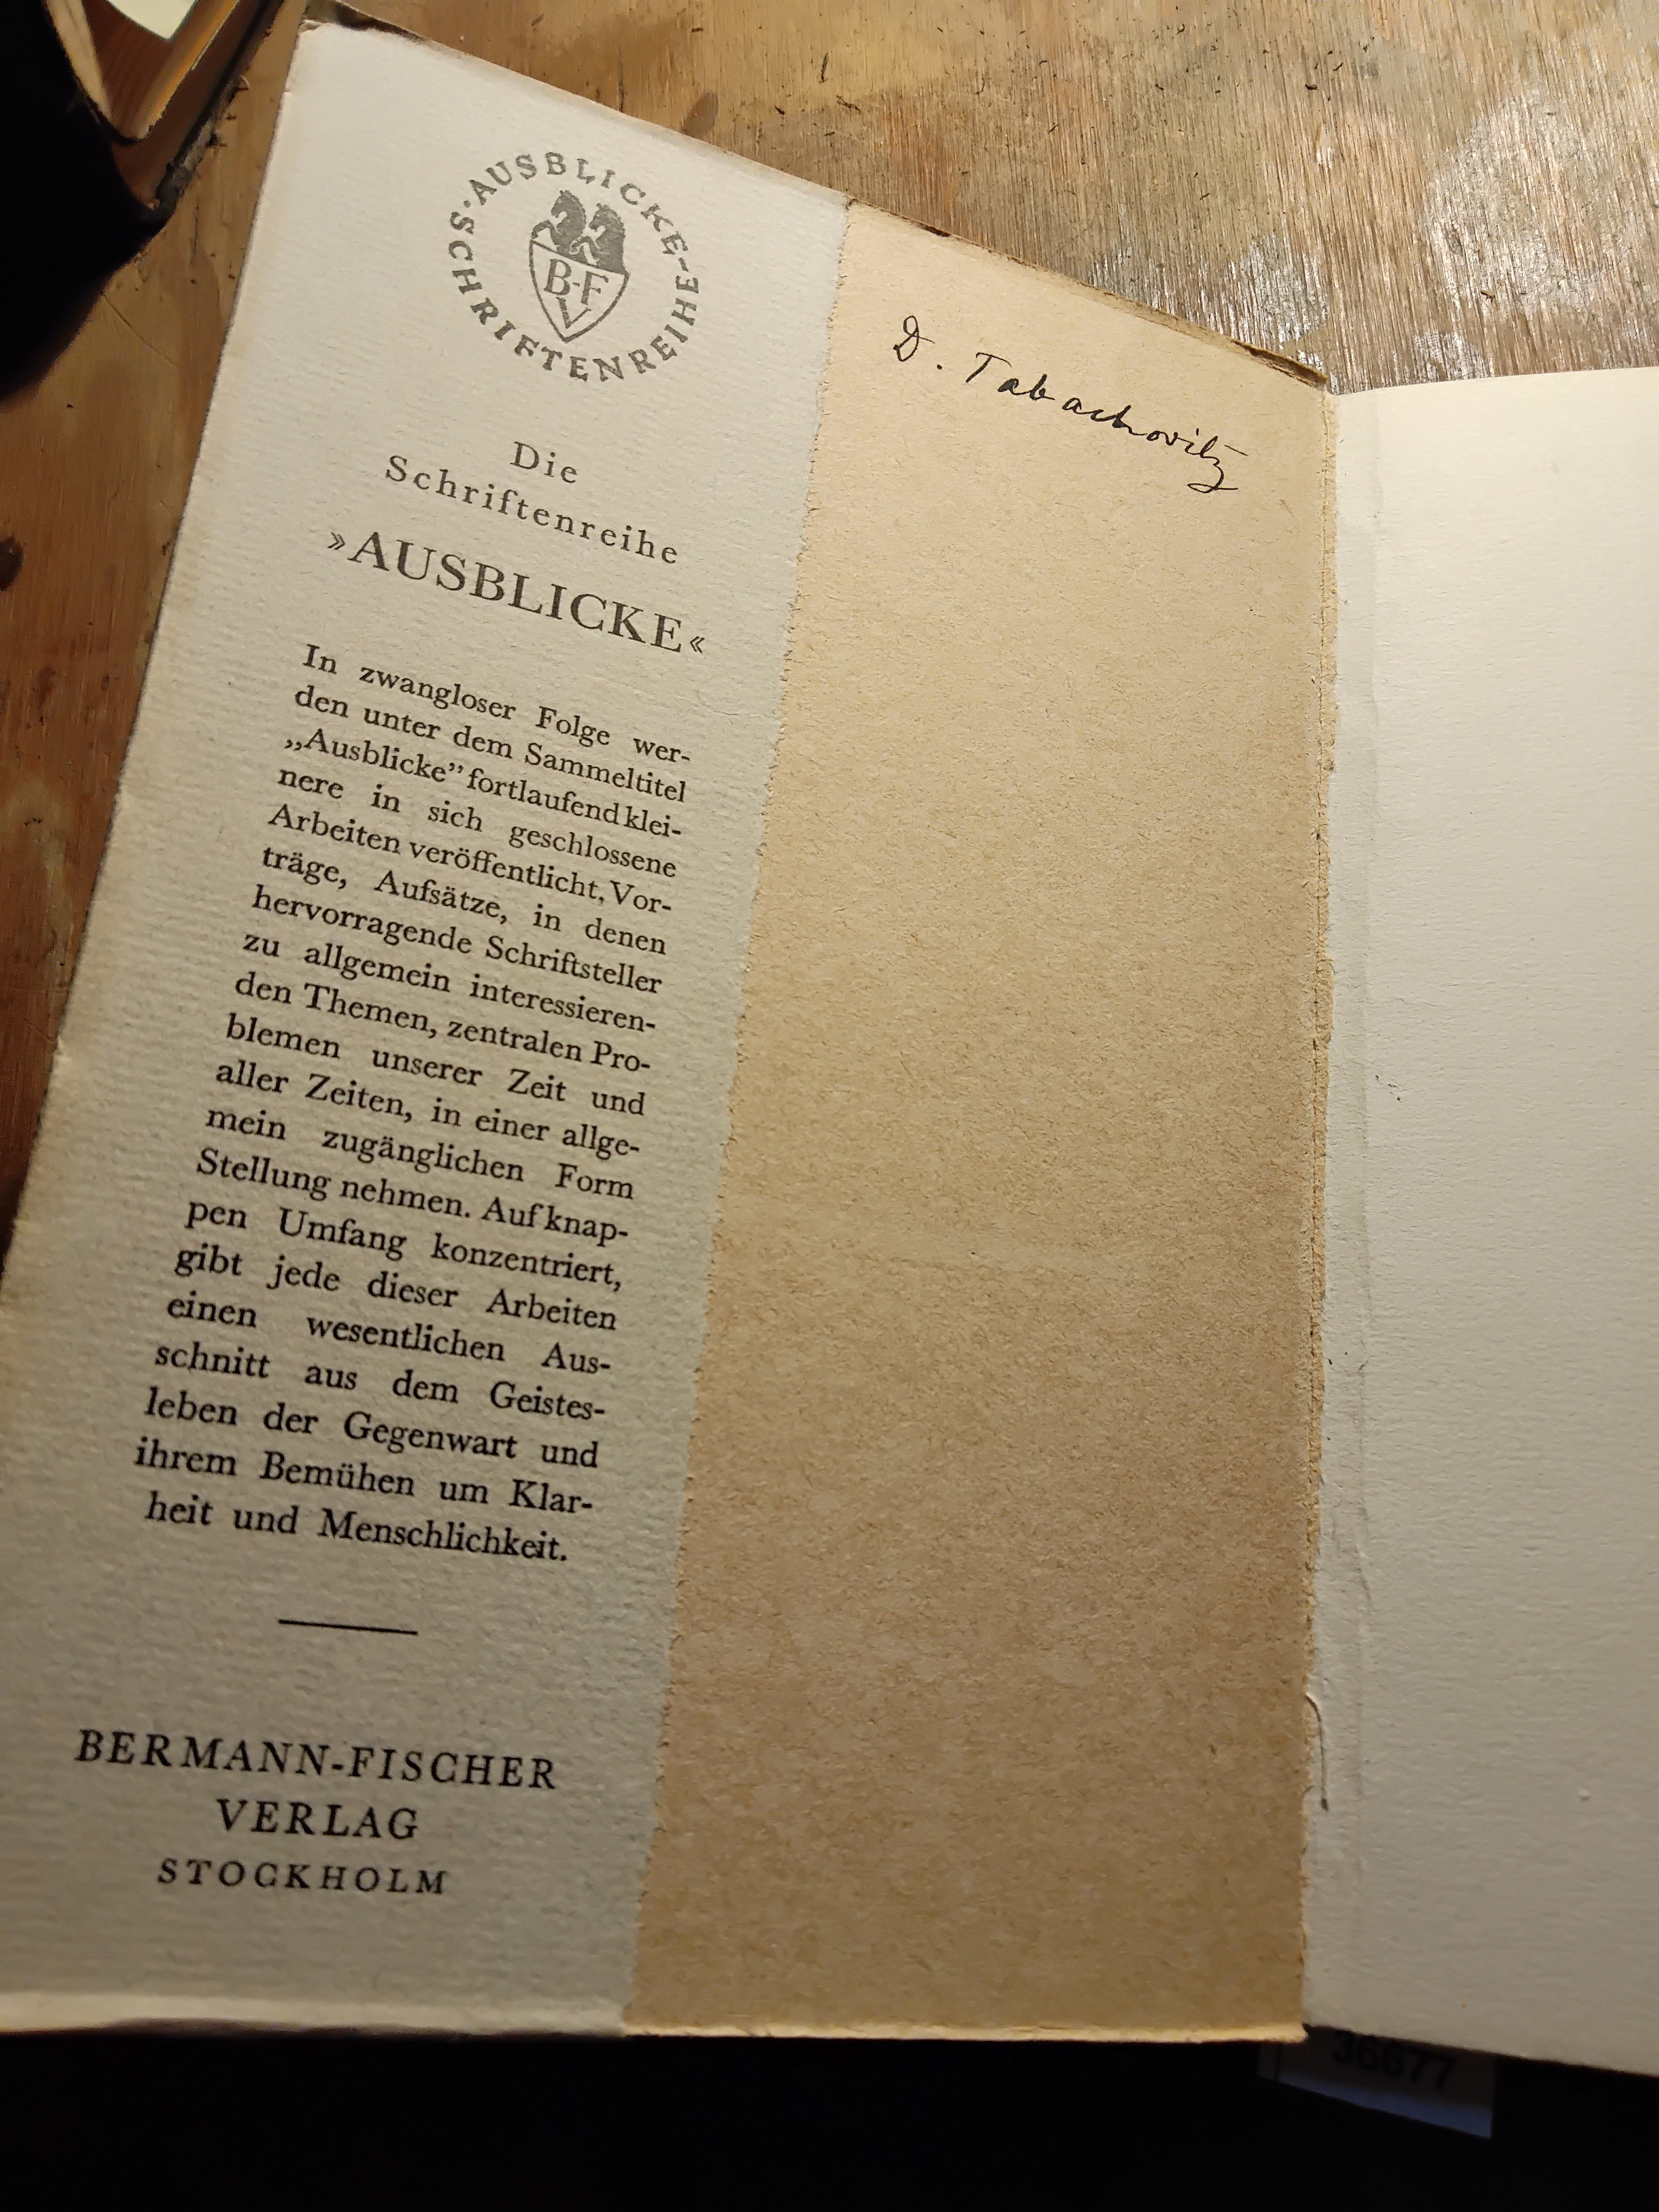 AUSBLICKE-SCHRIFTENREIHE·S·
B-F
V
Die
Schriftenreihe
»AUSBLICKE«
In zwangloser Folge wer-
den unter dem Sammeltitel
„Ausblicke” fortlaufend klei-
nere in sich geschlossene
Arbeiten veröffentlicht, Vor-
träge, Aufsätze, in denen
hervorragende Schriftsteller
zu allgemein interessieren-
den Themen, zentralen Pro-
blemen unserer Zeit und
aller Zeiten, in einer allge-
mein zugänglichen Form
Stellung nehmen. Auf knap-
pen Umfang konzentriert,
gibt jede dieser Arbeiten
einen wesentlichen Aus-
schnitt aus dem Geistes-
leben der Gegenwart und
ihrem Bemühen um Klar-
heit und Menschlichkeit.
BERMANN-FISCHER
VERLAG
STOCKHOLM
D. Tabachovitz
36677